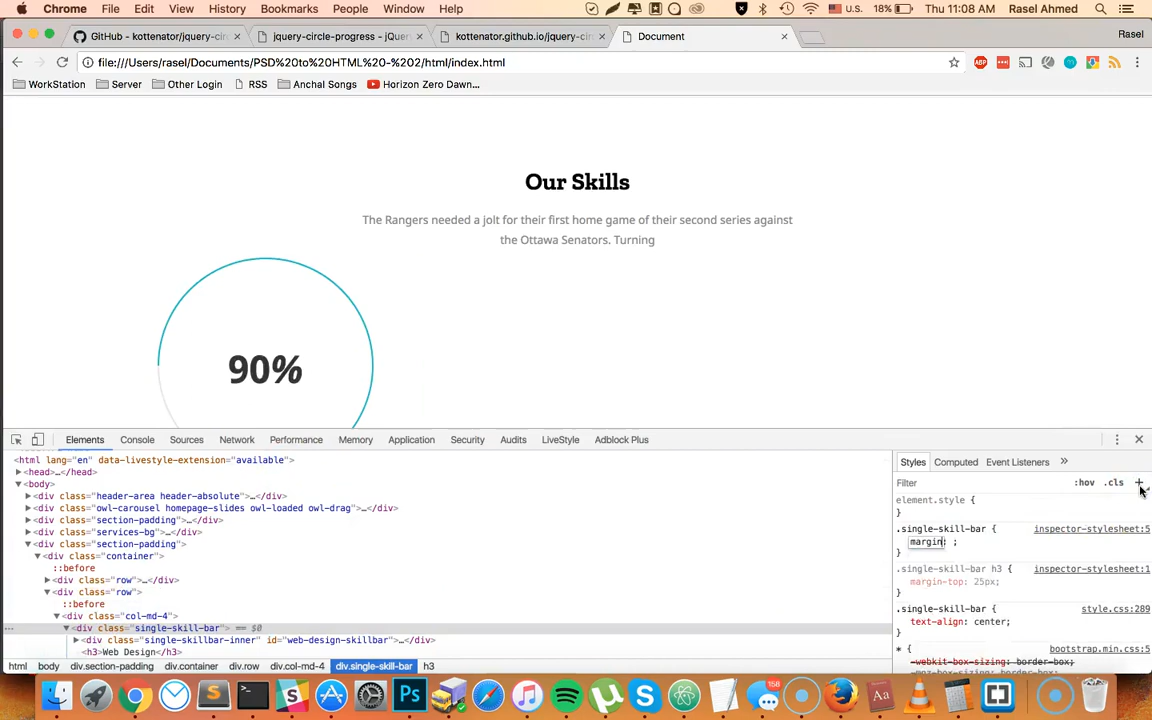 Chrome File Edit View History Bookmarks People Window Help U.S. 18% Thu 11:08 AM Rasel Ahmed
GitHub - kottenator/jquery-cir jquery-circle-progress - jQuer kottenator.github.io/jquery-circ Document Rasel
file:///Users/rasel/Documents/PSD%20to%20HTML%20-%202/html/index.html ABP
WorkStation Server Other Login RSS Anchal Songs Horizon Zero Dawn...
Our Skills
The Rangers needed a jolt for their first home game of their second series against
the Ottawa Senators. Turning
90%
Elements Console Sources Network Performance Memory Application Security Audits LiveStyle Adblock Plus
<html lang="en" data-livestyle-extension="available">
<head>…</head>
<body>
<div class="header-area header-absolute">…</div>
<div class="owl-carousel homepage-slides owl-loaded owl-drag">…</div>
<div class="section-padding">…</div>
<div class="services-bg">…</div>
<div class="section-padding">
<div class="container">
::before
<div class="row">…</div>
<div class="row">
::before
<div class="col-md-4">
… <div class="single-skill-bar"> == $0
<div class="single-skillbar-inner" id="web-design-skillbar">…</div>
<h3>Web Design</h3>
html body div.section-padding div.container div.row div.col-md-4 div.single-skill-bar h3
Styles Computed Event Listeners »
Filter :hov .cls +
element.style {
}
.single-skill-bar { inspector-stylesheet:5
margin: ;
}
.single-skill-bar h3 { inspector-stylesheet:1
margin-top: 25px;
}
.single-skill-bar { style.css:289
text-align: center;
}
* { bootstrap.min.css:5
-webkit-box-sizing: border-box;
-moz-box-sizing: border-box;
Ps 158 Aa